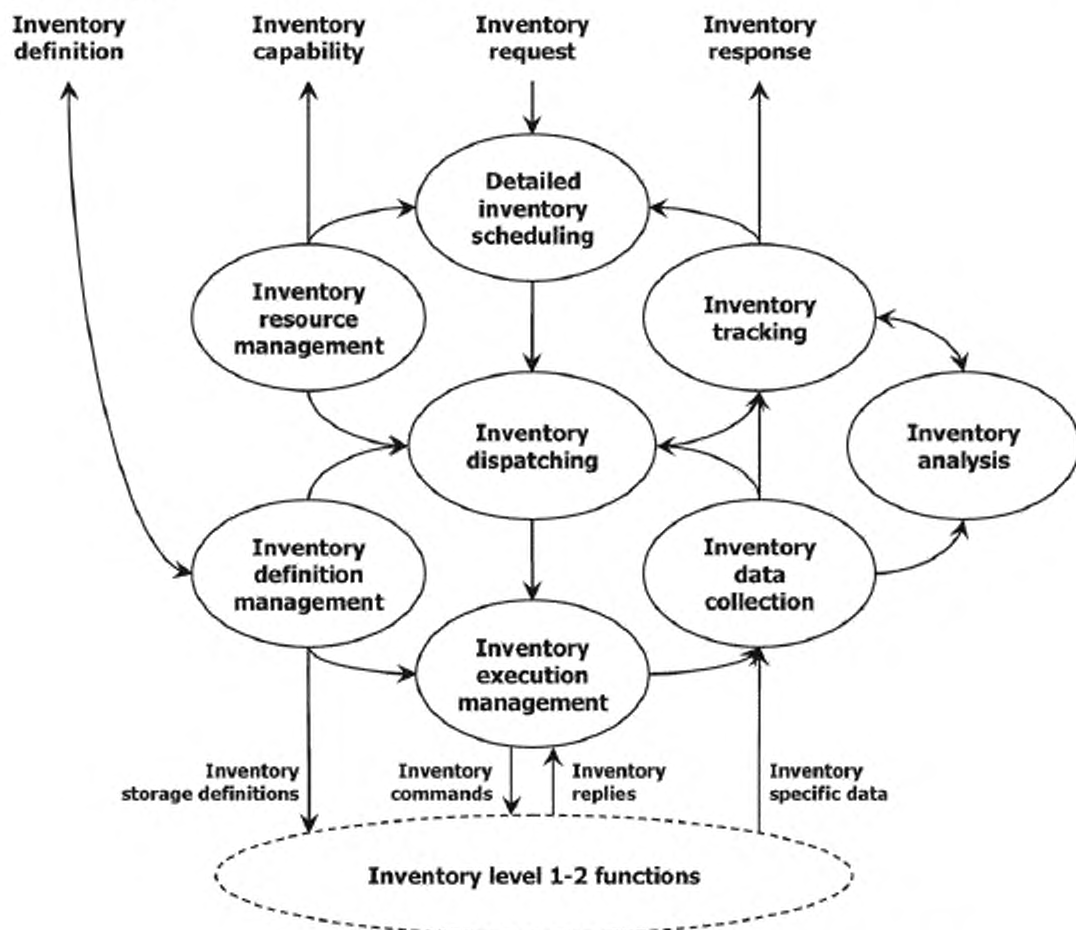 Inventory
definition
Inventory
capability
Inventory
request
Inventory
response
Detailed
inventory
scheduling
Inventory
resource
management
Inventory
tracking
Inventory
dispatching
Inventory
analysis
Inventory
definition
management
Inventory
data
collection
Inventory
execution
management
Inventory
storage definitions
Inventory
commands
Inventory
replies
Inventory
specific data
Inventory level 1-2 functions